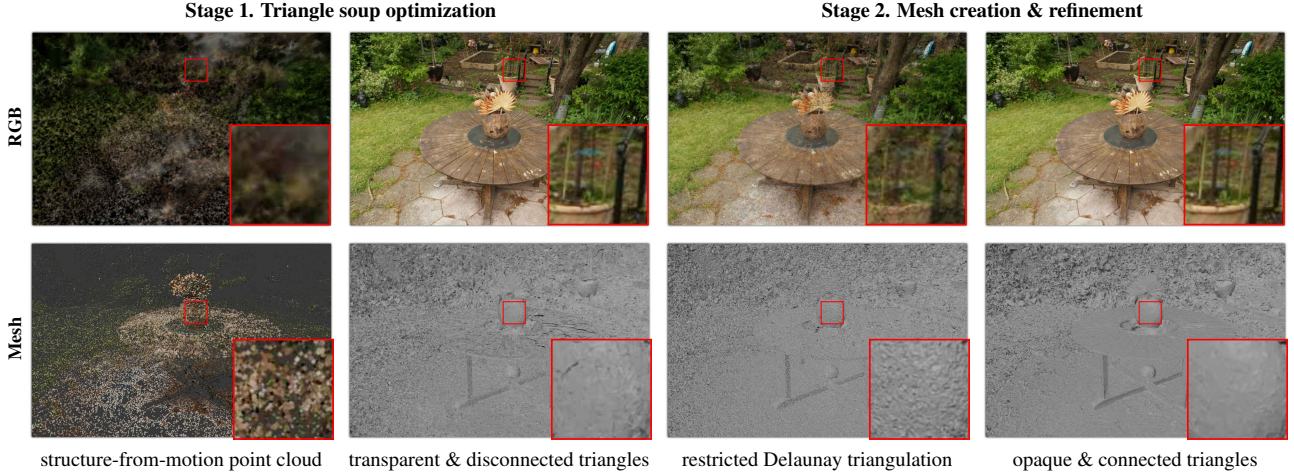 Stage 1. Triangle soup optimization
Stage 2. Mesh creation & refinement
RGB
Mesh
structure-from-motion point cloud
transparent & disconnected triangles
restricted Delaunay triangulation
opaque & connected triangles